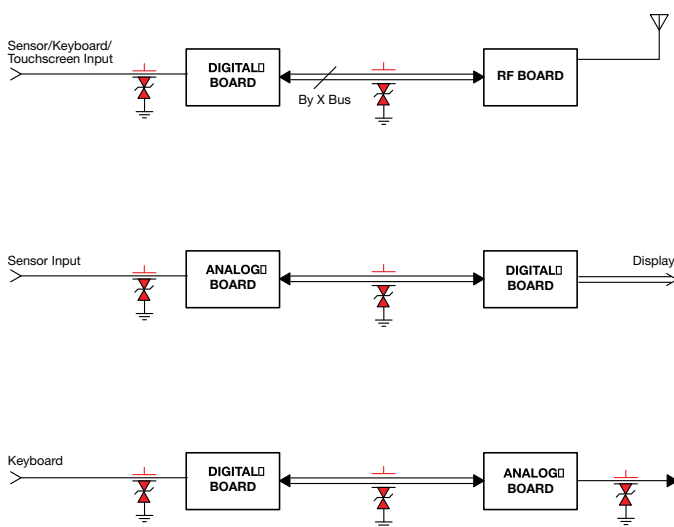 Sensor/Keyboard/
Touchscreen Input
DIGITAL▯
BOARD
By X Bus
RF BOARD
Sensor Input
ANALOG▯
BOARD
DIGITAL▯
BOARD
Display
Keyboard
DIGITAL▯
BOARD
ANALOG▯
BOARD